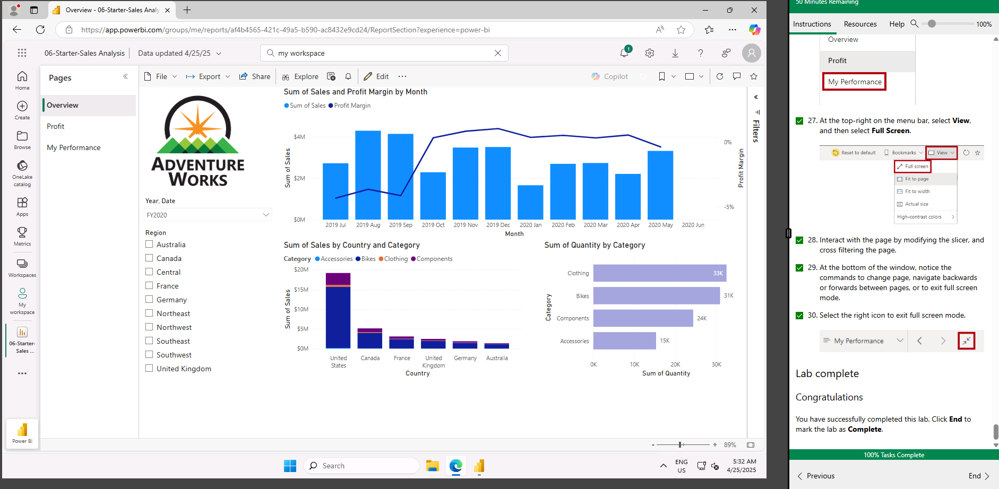 Overview - 06-Starter-Sales Analy
https://app.powerbi.com/groups/me/reports/af4b4565-421c-49a5-b590-ac8432e9cd24/ReportSection?experience=power-bi
06-Starter-Sales Analysis
Data updated 4/25/25
my workspace
1
Home
Create
Browse
OneLake
catalog
Apps
Metrics
Workspaces
My
workspace
06-Starter-
Sales ...
Power BI
Pages
Overview
Profit
My Performance
File
Export
Share
Explore
Edit
Copilot
ADVENTURE
WORKS
Year, Date
FY2020
Region
Australia
Canada
Central
France
Germany
Northeast
Northwest
Southeast
Southwest
United Kingdom
Sum of Sales and Profit Margin by Month
Sum of Sales
Profit Margin
Sum of Sales
$4M
$2M
$0M
0%
-5%
Profit Margin
2019 Jul
2019 Aug
2019 Sep
2019 Oct
2019 Nov
2019 Dec
2020 Jan
2020 Feb
2020 Mar
2020 Apr
2020 May
2020 Jun
Month
Sum of Sales by Country and Category
Category
Accessories
Bikes
Clothing
Components
Sum of Sales
$20M
$15M
$10M
$5M
$0M
United
States
Canada
France
United
Kingdom
Germany
Australia
Country
Sum of Quantity by Category
Category
Clothing
33K
Bikes
31K
Components
24K
Accessories
15K
0K
10K
20K
30K
Sum of Quantity
Filters
-
+
89%
Search
ENG
US
5:32 AM
4/25/2025
50 Minutes Remaining
Instructions
Resources
Help
100%
Overview
Profit
My Performance
27. At the top-right on the menu bar, select View,
and then select Full Screen.
Reset to default
Bookmarks
View
Full screen
Fit to page
Fit to width
Actual size
High-contrast colors
28. Interact with the page by modifying the slicer, and
cross filtering the page.
29. At the bottom of the window, notice the
commands to change page, navigate backwards
or forwards between pages, or to exit full screen
mode.
30. Select the right icon to exit full screen mode.
My Performance
Lab complete
Congratulations
You have successfully completed this lab. Click End to
mark the lab as Complete.
100% Tasks Complete
Previous
End